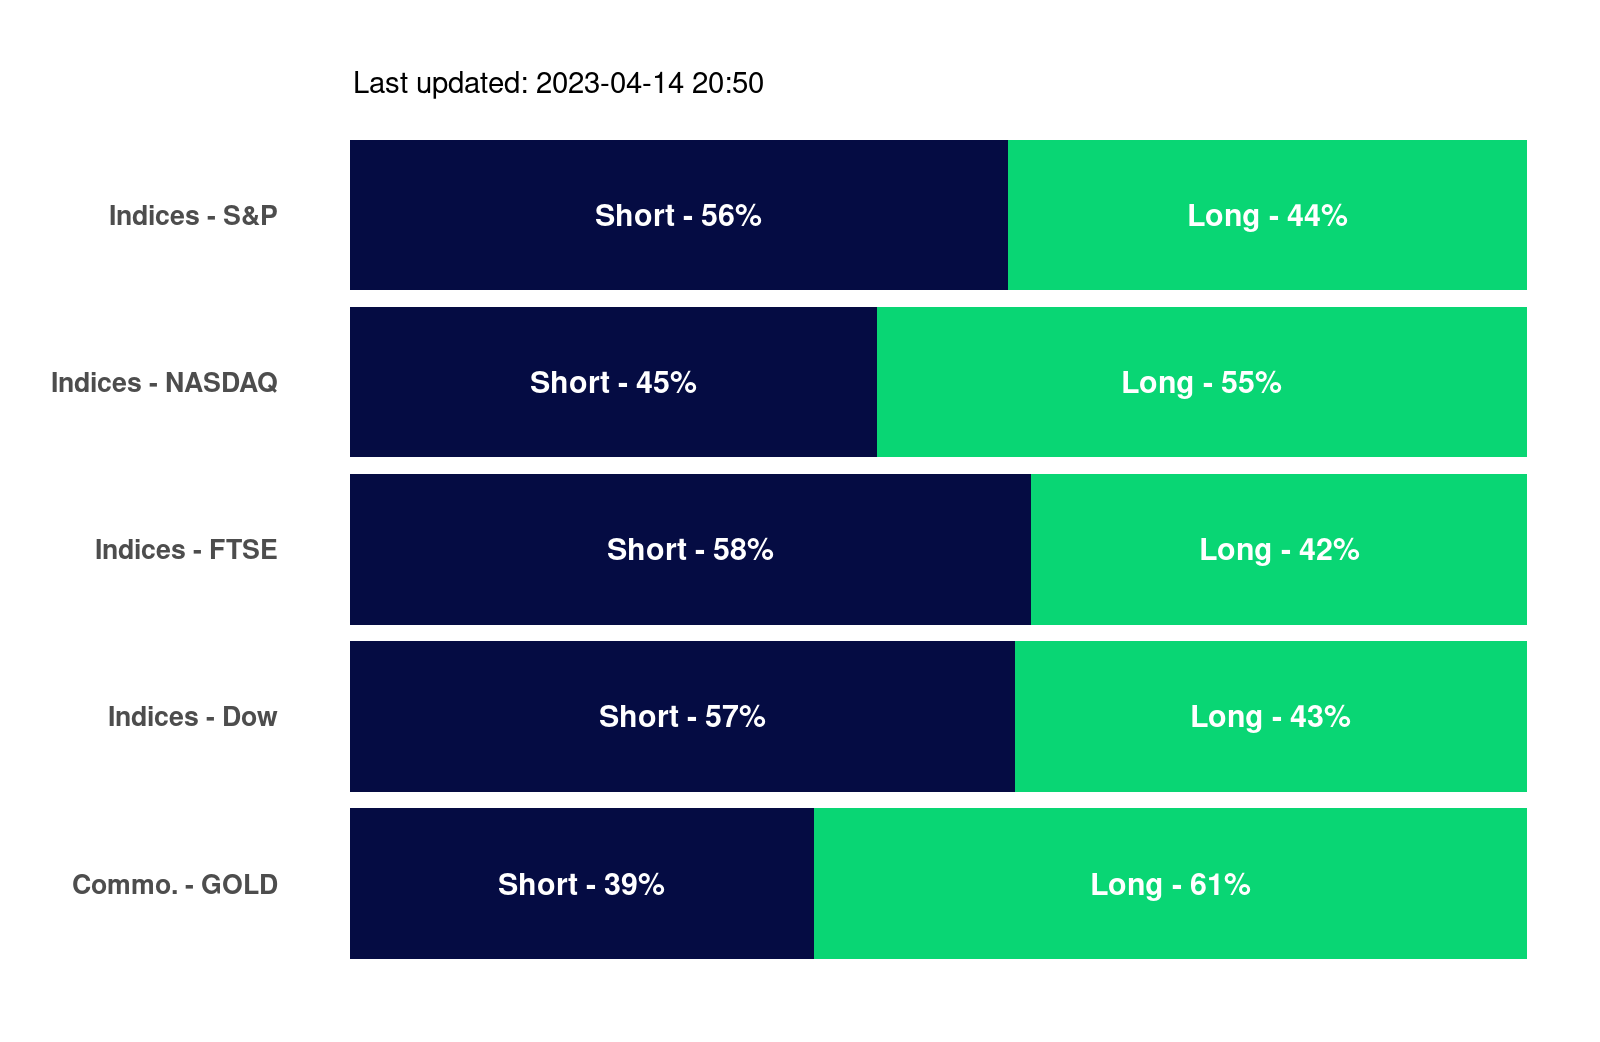 Last updated: 2023-04-14 20:50
Indices - S&P Short - 56% Long - 44%
Indices - NASDAQ Short - 45% Long - 55%
Indices - FTSE Short - 58% Long - 42%
Indices - Dow Short - 57% Long - 43%
Commo. - GOLD Short - 39% Long - 61%